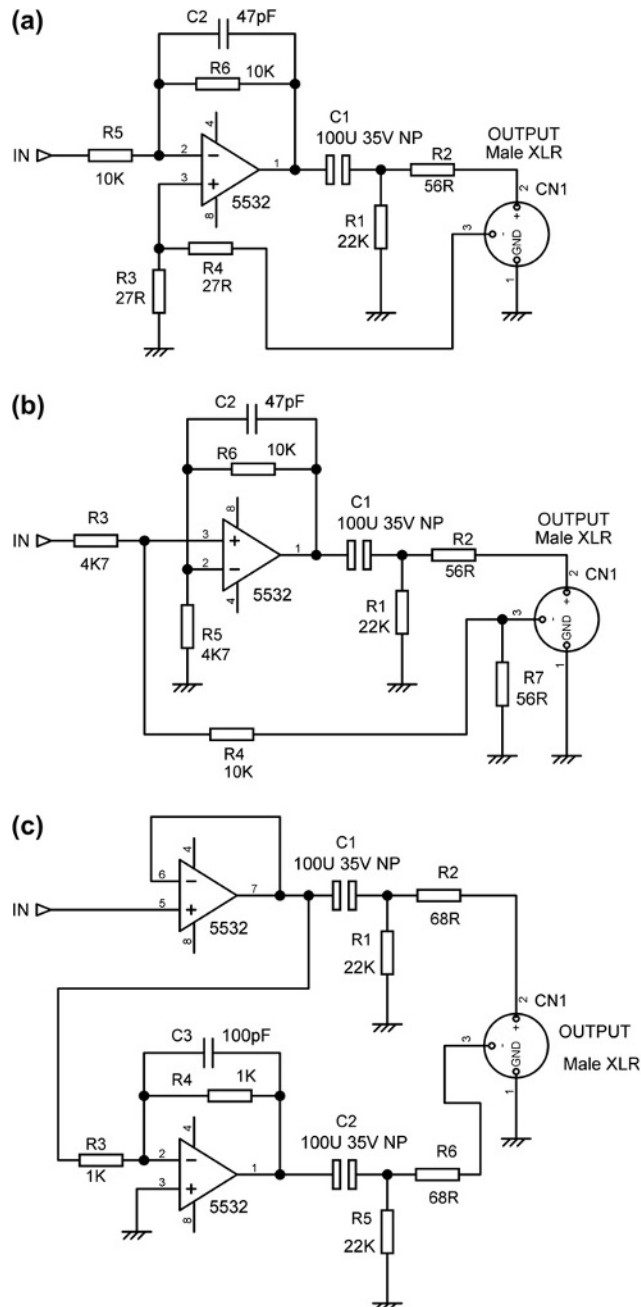 (a)
C2 47pF
R6 10K
R5
10K
IN
4
2 −
3 +
1
8
5532
C1
100U 35V NP
R2
56R
OUTPUT
Male XLR
CN1
2
+
3 -
GND
1
R1
22K
R4
27R
R3
27R
(b)
C2 47pF
R6 10K
R3
4K7
IN
8
3 +
2 −
1
4
5532
C1
100U 35V NP
R2
56R
OUTPUT
Male XLR
CN1
2
+
3 -
GND
1
R1
22K
R5
4K7
R7
56R
R4
10K
(c)
4
6 −
5 +
7
8
5532
IN
C1
100U 35V NP
R2
68R
R1
22K
CN1
2
+
3 -
GND
1
OUTPUT
Male XLR
C3 100pF
R4 1K
R3
1K
4
2 −
3 +
1
8
5532
C2
100U 35V NP
R6
68R
R5
22K